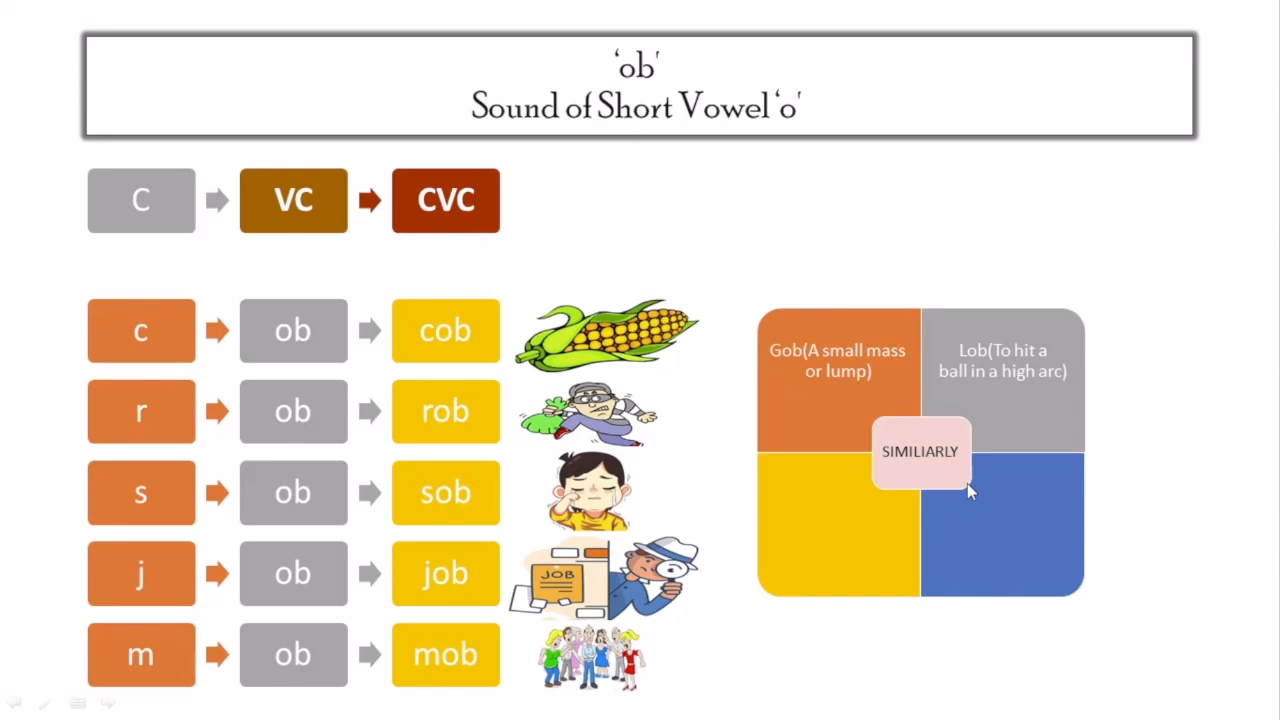 ‘ob'
Sound of Short Vowel ‘o'
C VC CVC
c ob cob
r ob rob
s ob sob
j ob job
JOB
m ob mob
Gob(A small mass
or lump)
Lob(To hit a
ball in a high arc)
SIMILIARLY